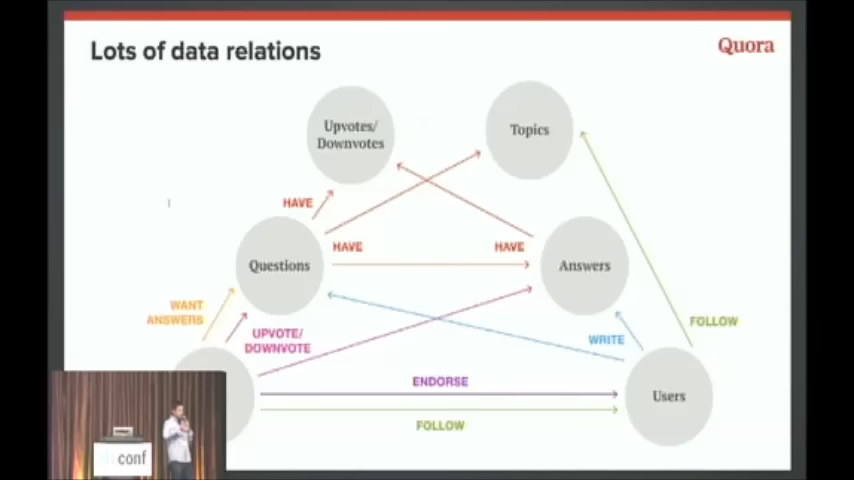 Lots of data relations
Quora
Upvotes/
Downvotes
Topics
HAVE
Questions
HAVE
HAVE
Answers
WANT
ANSWERS
UPVOTE/
DOWNVOTE
WRITE
FOLLOW
ENDORSE
FOLLOW
Users
conf